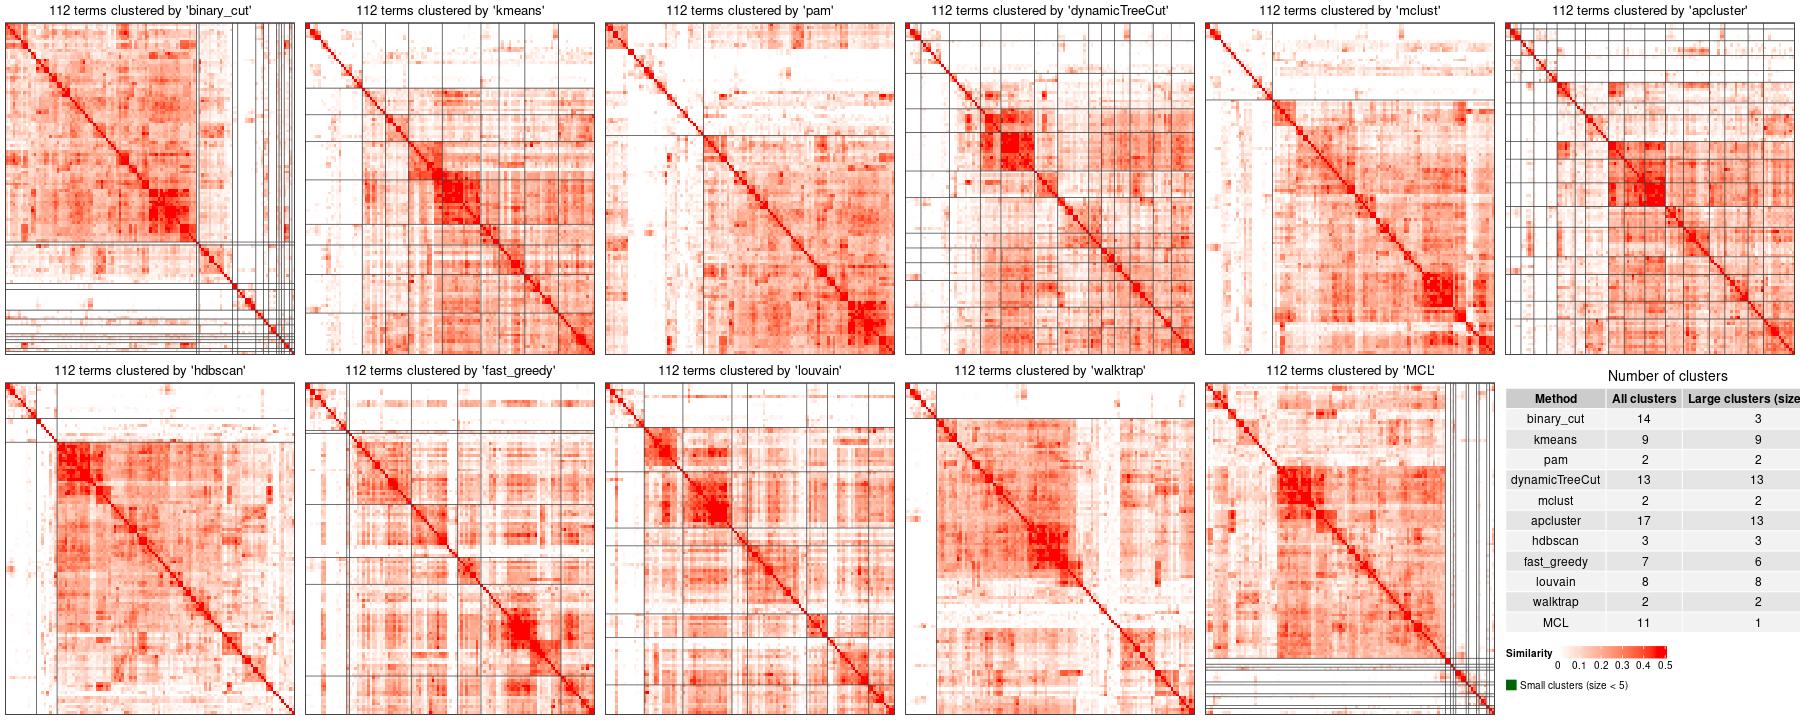 112 terms clustered by 'binary_cut'
112 terms clustered by 'kmeans'
112 terms clustered by 'pam'
112 terms clustered by 'dynamicTreeCut'
112 terms clustered by 'mclust'
112 terms clustered by 'apcluster'
112 terms clustered by 'hdbscan'
112 terms clustered by 'fast_greedy'
112 terms clustered by 'louvain'
112 terms clustered by 'walktrap'
112 terms clustered by 'MCL'
Number of clusters
Method All clusters Large clusters (size
binary_cut 14 3
kmeans 9 9
pam 2 2
dynamicTreeCut 13 13
mclust 2 2
apcluster 17 13
hdbscan 3 3
fast_greedy 7 6
louvain 8 8
walktrap 2 2
MCL 11 1
Similarity
0 0.1 0.2 0.3 0.4 0.5
Small clusters (size < 5)